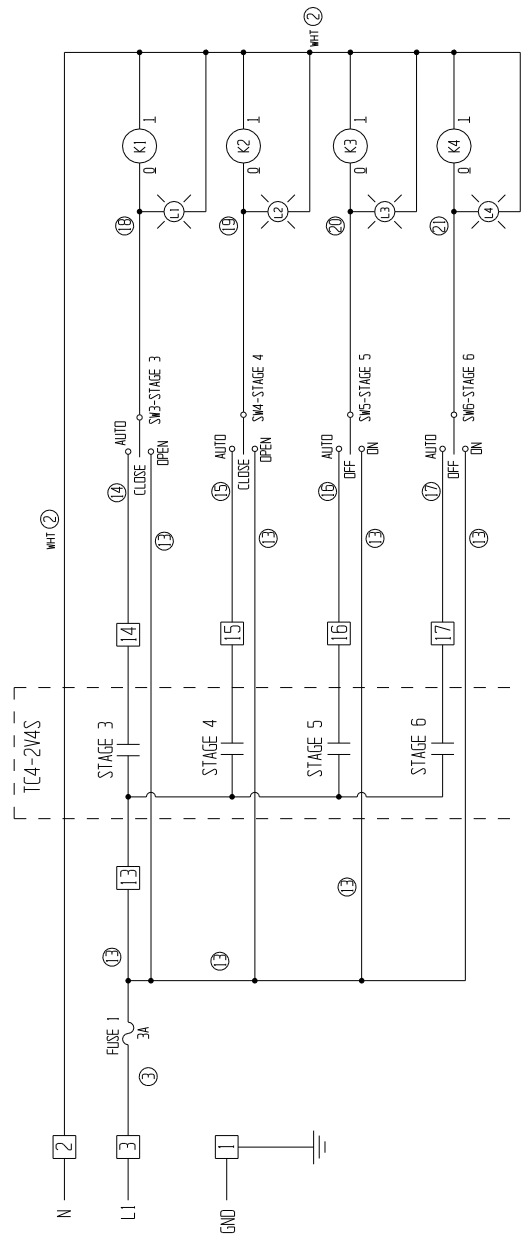 N
2
WHT 2
WHT 2
L1
3
3
FUSE 1
3A
13
13
TC4-2V4S
STAGE 3
14
14
AUTO
CLOSE
OPEN
13
SW3-STAGE 3
18
L1
K1
0
1
13
STAGE 4
15
15
AUTO
CLOSE
OPEN
13
SW4-STAGE 4
19
L2
K2
0
1
13
STAGE 5
16
16
AUTO
OFF
ON
13
SW5-STAGE 5
20
L3
K3
0
1
STAGE 6
17
17
AUTO
OFF
ON
13
SW6-STAGE 6
21
L4
K4
0
1
GND
1